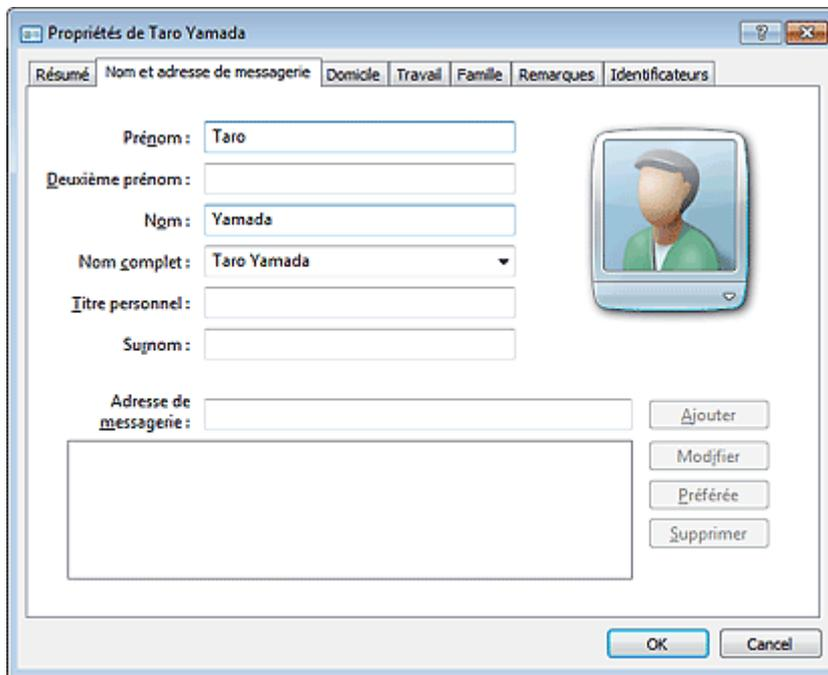 Propriétés de Taro Yamada
Résumé Nom et adresse de messagerie Domicile Travail Famille Remarques Identificateurs
Prénom : Taro
Deuxième prénom :
Nom : Yamada
Nom complet : Taro Yamada
Titre personnel :
Surnom :
Adresse de
messagerie :
Ajouter
Modifier
Préférée
Supprimer
OK Cancel